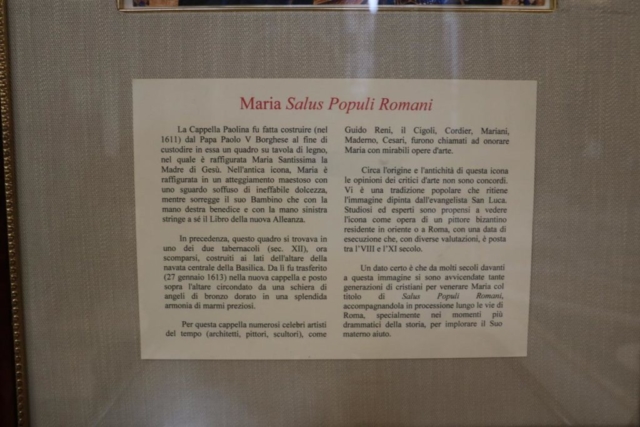 Maria Salus Populi Romani
La Cappella Paolina fu fatta costruire (nel
1611) dal Papa Paolo V Borghese al fine di
custodire in essa un quadro su tavola di legno,
nel quale è raffigurata Maria Santissima la
Madre di Gesù. Nell'antica icona, Maria è
raffigurata in un atteggiamento maestoso con
uno sguardo soffuso di ineffabile dolcezza,
mentre sorregge il suo Bambino che con la
mano destra benedice e con la mano sinistra
stringe a sé il Libro della nuova Alleanza.
In precedenza, questo quadro si trovava in
uno dei due tabernacoli (sec. XII), ora
scomparsi, costruiti ai lati dell'altare della
navata centrale della Basilica. Da lì fu trasferito
(27 gennaio 1613) nella nuova cappella e posto
sopra l'altare circondato da una schiera di
angeli di bronzo dorato in una splendida
armonia di marmi preziosi.
Per questa cappella numerosi celebri artisti
del tempo (architetti, pittori, scultori), come
Guido Reni, il Cigoli, Cordier, Mariani,
Maderno, Cesari, furono chiamati ad onorare
Maria con mirabili opere d'arte.
Circa l'origine e l'antichità di questa icona
le opinioni dei critici d'arte non sono concordi.
Vi è una tradizione popolare che ritiene
l'immagine dipinta dall'evangelista San Luca.
Studiosi ed esperti sono propensi a vedere
l'icona come opera di un pittore bizantino
residente in oriente o a Roma, con una data di
esecuzione che, con diverse valutazioni, è posta
tra l'VIII e l'XI secolo.
Un dato certo è che da molti secoli davanti
a questa immagine si sono avvicendate tante
generazioni di cristiani per venerare Maria col
titolo di Salus Populi Romani,
accompagnandola in processione lungo le vie di
Roma, specialmente nei momenti più
drammatici della storia, per implorare il Suo
materno aiuto.